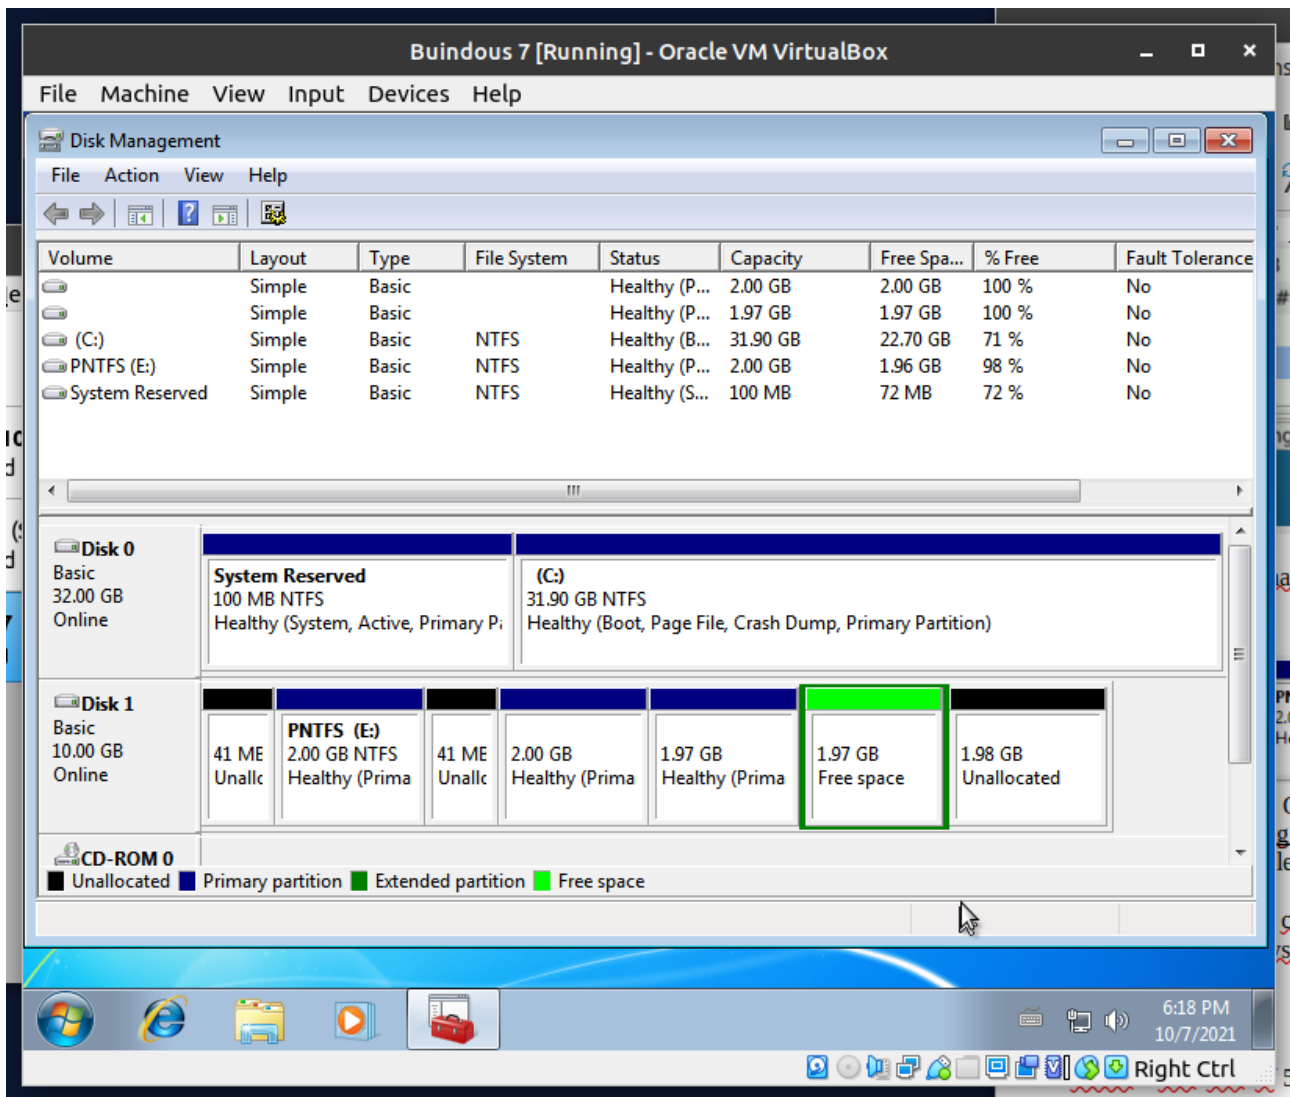 Buindous 7 [Running] - Oracle VM VirtualBox
File Machine View Input Devices Help
Disk Management
File Action View Help
Volume Layout Type File System Status Capacity Free Spa... % Free Fault Tolerance
Simple Basic Healthy (P... 2.00 GB 2.00 GB 100 % No
Simple Basic Healthy (P... 1.97 GB 1.97 GB 100 % No
(C:) Simple Basic NTFS Healthy (B... 31.90 GB 22.70 GB 71 % No
PNTFS (E:) Simple Basic NTFS Healthy (P... 2.00 GB 1.96 GB 98 % No
System Reserved Simple Basic NTFS Healthy (S... 100 MB 72 MB 72 % No
Disk 0
Basic
32.00 GB
Online
System Reserved
100 MB NTFS
Healthy (System, Active, Primary Pa
(C:)
31.90 GB NTFS
Healthy (Boot, Page File, Crash Dump, Primary Partition)
Disk 1
Basic
10.00 GB
Online
41 MB
Unallc
PNTFS (E:)
2.00 GB NTFS
Healthy (Prima
41 MB
Unallc
2.00 GB
Healthy (Prima
1.97 GB
Healthy (Prima
1.97 GB
Free space
1.98 GB
Unallocated
CD-ROM 0
Unallocated Primary partition Extended partition Free space
6:18 PM
10/7/2021
Right Ctrl